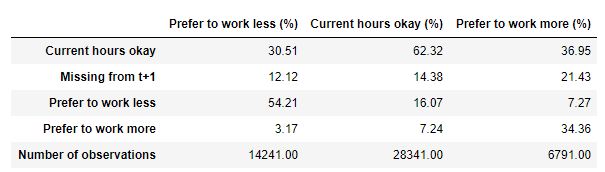 Prefer to work less (%) Current hours okay (%) Prefer to work more (%)
Current hours okay 30.51 62.32 36.95
Missing from t+1 12.12 14.38 21.43
Prefer to work less 54.21 16.07 7.27
Prefer to work more 3.17 7.24 34.36
Number of observations 14241.00 28341.00 6791.00